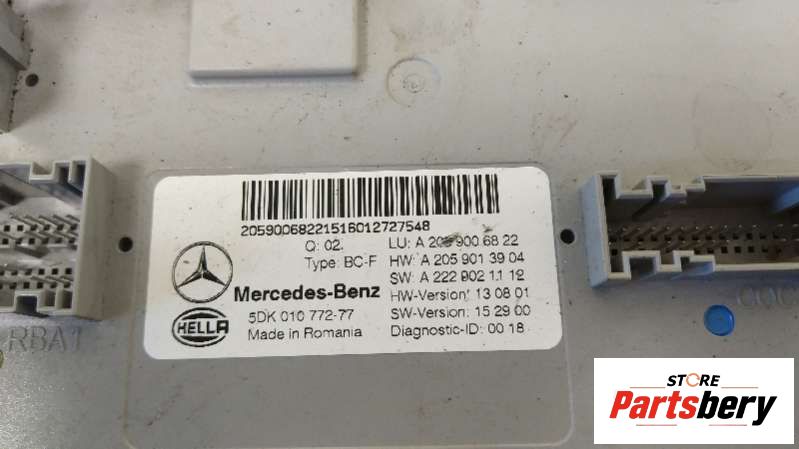 20590068221516012727548
Q: 02.
LU: A 205 900 68 22
Type: BC-F
HW: A 205 901 39 04
SW: A 222 902 11 12
Mercedes-Benz
HW-Version: 13 08 01
HELLA
5DK 010 772-77
SW-Version: 15 29 00
Made in Romania
Diagnostic-ID: 00 18
RBA1
STORE
Partsbery